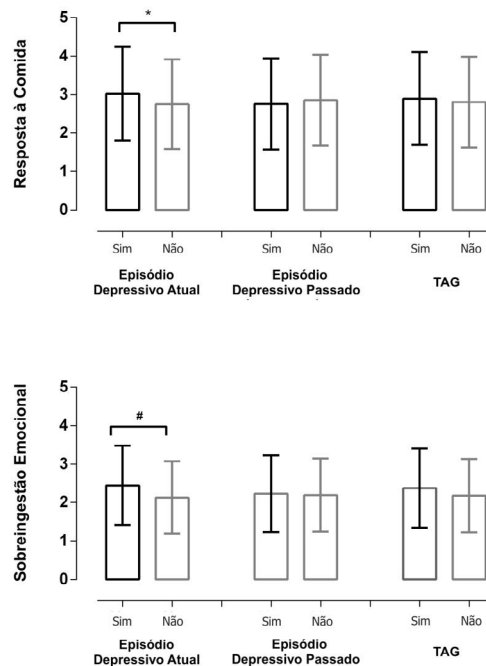 Resposta à Comida
5
4
3
2
1
0
*
Sim Não Sim Não Sim Não
Episódio Depressivo Atual
Episódio Depressivo Passado
TAG
Sobreingestão Emocional
5
4
3
2
1
0
#
Sim Não Sim Não Sim Não
Episódio Depressivo Atual
Episódio Depressivo Passado
TAG